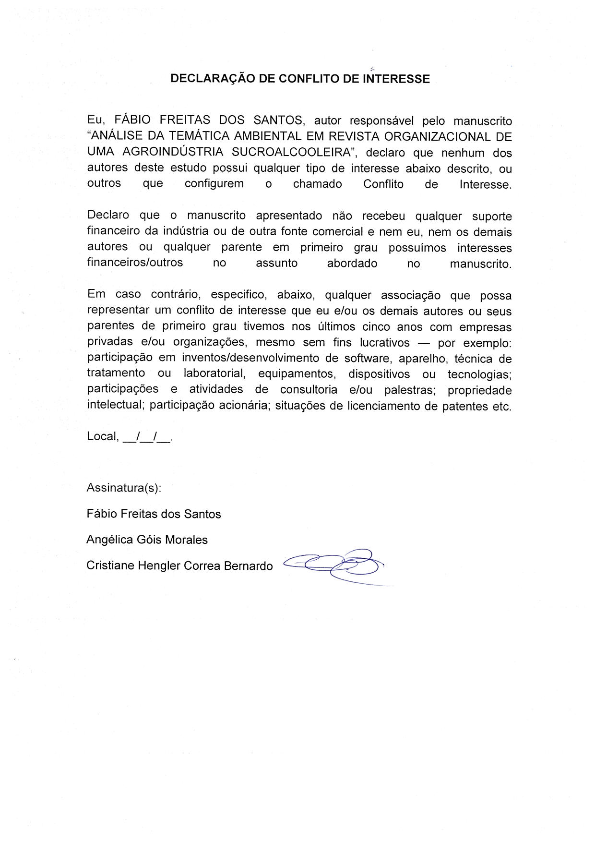 DECLARAÇÃO DE CONFLITO DE INTERESSE
Eu, FÁBIO FREITAS DOS SANTOS, autor responsável pelo manuscrito
“ANÁLISE DA TEMÁTICA AMBIENTAL EM REVISTA ORGANIZACIONAL DE
UMA AGROINDÚSTRIA SUCROALCOOLEIRA”, declaro que nenhum dos
autores deste estudo possui qualquer tipo de interesse abaixo descrito, ou
outros que configurem o chamado Conflito de Interesse.
Declaro que o manuscrito apresentado não recebeu qualquer suporte
financeiro da indústria ou de outra fonte comercial e nem eu, nem os demais
autores ou qualquer parente em primeiro grau possuímos interesses
financeiros/outros no assunto abordado no manuscrito.
Em caso contrário, especifico, abaixo, qualquer associação que possa
representar um conflito de interesse que eu e/ou os demais autores ou seus
parentes de primeiro grau tivemos nos últimos cinco anos com empresas
privadas e/ou organizações, mesmo sem fins lucrativos — por exemplo:
participação em inventos/desenvolvimento de software, aparelho, técnica de
tratamento ou laboratorial, equipamentos, dispositivos ou tecnologias;
participações e atividades de consultoria e/ou palestras; propriedade
intelectual; participação acionária; situações de licenciamento de patentes etc.
Local, __/__/__.
Assinatura(s):
Fábio Freitas dos Santos
Angélica Góis Morales
Cristiane Hengler Correa Bernardo